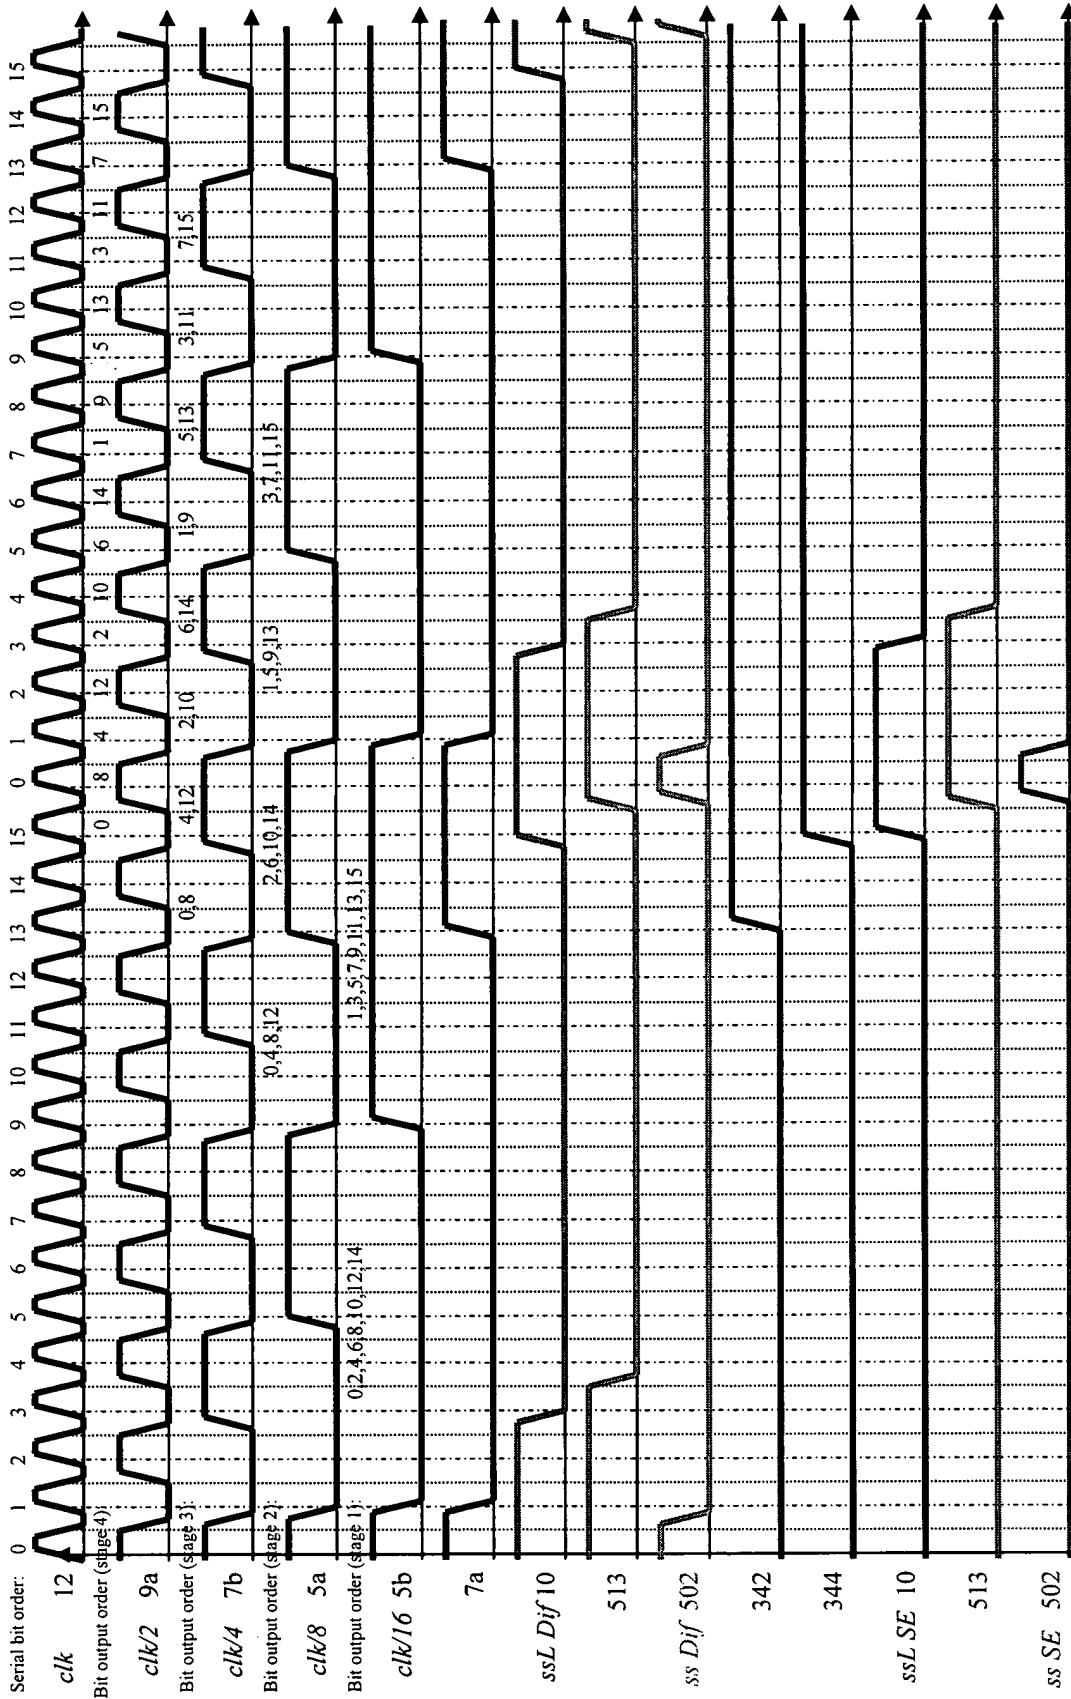 Serial bit order: 0 1 2 3 4 5 6 7 8 9 10 11 12 13 14 15 0 1 2 3 4 5 6 7 8 9 10 11 12 13 14 15
clk 12
Bit output order (stage 4): 0 8 4 12 2 10 6 14 1 9 5 13 3 11 7 15
clk/2 9a
Bit output order (stage 3): 0,8 4,12 2,10 6,14 1,9 5,13 3,11 7,15
clk/4 7b
Bit output order (stage 2): 0,4,8,12 2,6,10,14 1,5,9,13 3,7,11,15
clk/8 5a
Bit output order (stage 1): 0,2,4,6,8,10,12,14 1,3,5,7,9,11,13,15
clk/16 5b
7a
ssL Dif 10
513
ss Dif 502
342
344
ssL SE 10
513
ss SE 502